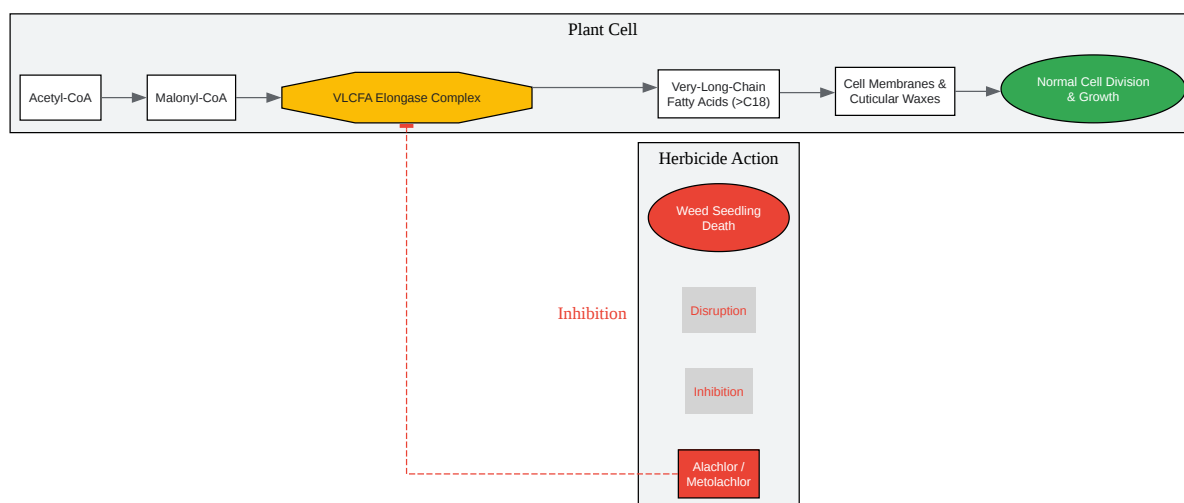 Plant Cell
Acetyl-CoA
Malonyl-CoA
VLCFA Elongase Complex
Very-Long-Chain
Fatty Acids (>C18)
Cell Membranes &
Cuticular Waxes
Normal Cell Division
& Growth
Herbicide Action
Weed Seedling
Death
Inhibition
Disruption
Inhibition
Alachlor /
Metolachlor